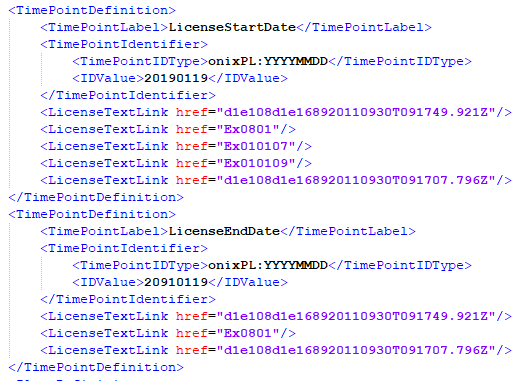 <TimePointDefinition>
<TimePointLabel>LicenseStartDate</TimePointLabel>
<TimePointIdentifier>
<TimePointIDType>onixPL:YYYYMMDD</TimePointIDType>
<IDValue>20190119</IDValue>
</TimePointIdentifier>
<LicenseTextLink href="d1e108d1e168920110930T091749.921Z"/>
<LicenseTextLink href="Ex0801"/>
<LicenseTextLink href="Ex010107"/>
<LicenseTextLink href="Ex010109"/>
<LicenseTextLink href="d1e108d1e168920110930T091707.796Z"/>
</TimePointDefinition>
<TimePointDefinition>
<TimePointLabel>LicenseEndDate</TimePointLabel>
<TimePointIdentifier>
<TimePointIDType>onixPL:YYYYMMDD</TimePointIDType>
<IDValue>20910119</IDValue>
</TimePointIdentifier>
<LicenseTextLink href="d1e108d1e168920110930T091749.921Z"/>
<LicenseTextLink href="Ex0801"/>
<LicenseTextLink href="d1e108d1e168920110930T091707.796Z"/>
</TimePointDefinition>